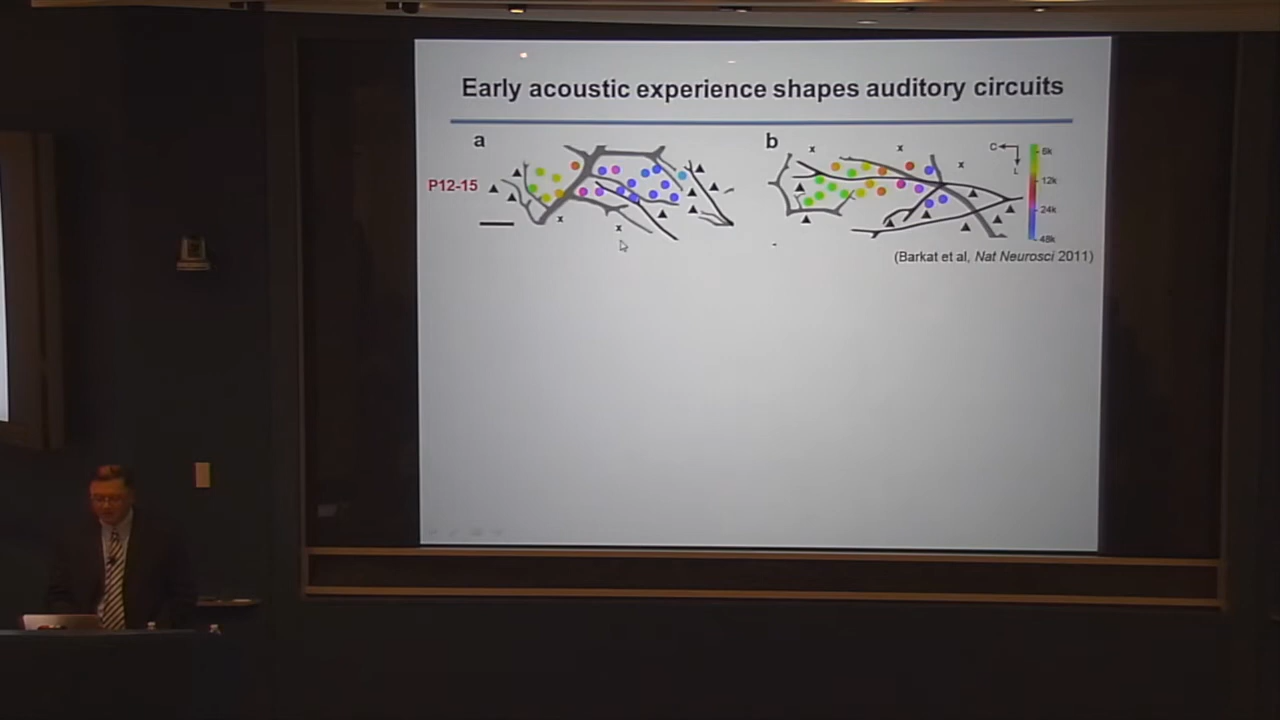 Early acoustic experience shapes auditory circuits
a
b
P12-15
x
x
x
x
x
C
L
6k
12k
24k
48k
(Barkat et al, Nat Neurosci 2011)